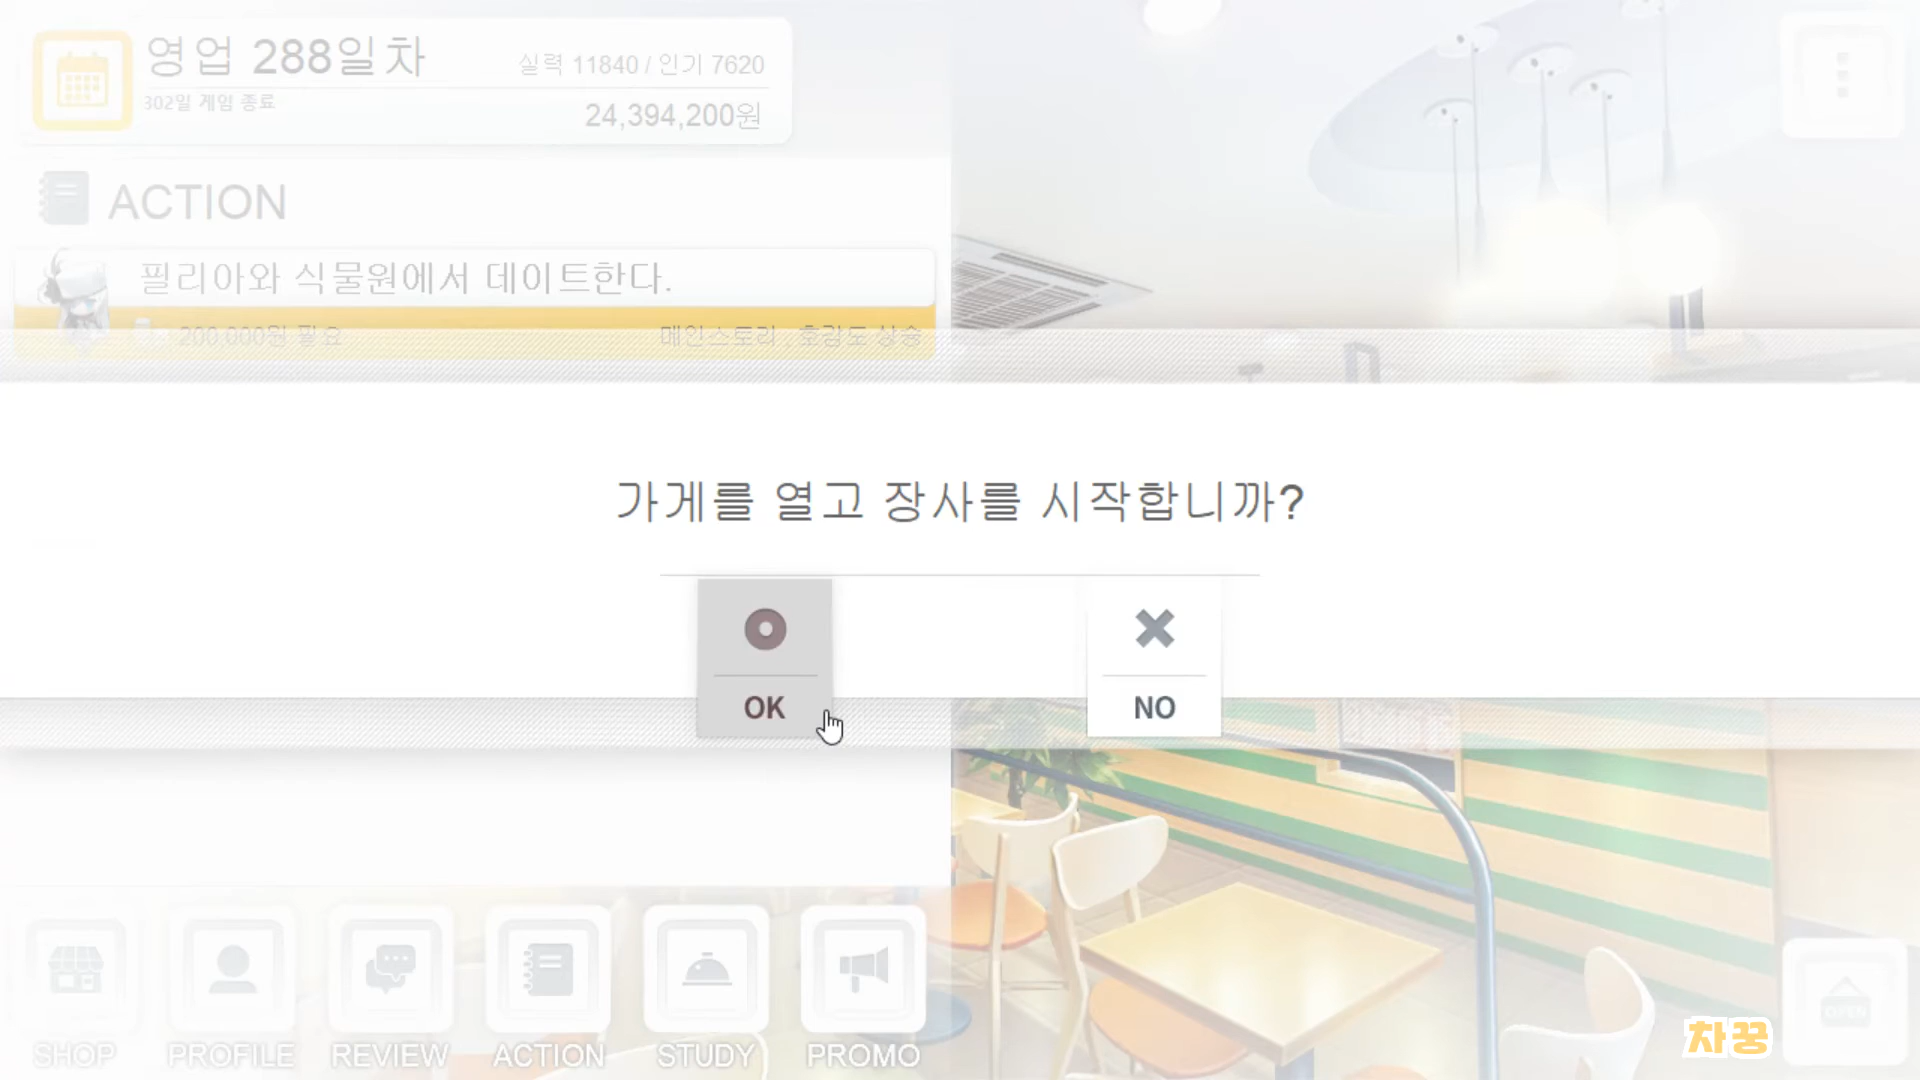 영업 288일차
실력 11840 / 인기 7620
302일 게임 종료
24,394,200원
ACTION
필리아와 식물원에서 데이트한다.
200,000원 필요
메인스토리 , 호감도 상승
가게를 열고 장사를 시작합니까?
OK
NO
SHOP
PROFILE
REVIEW
ACTION
STUDY
PROMO
OPEN
차꿍